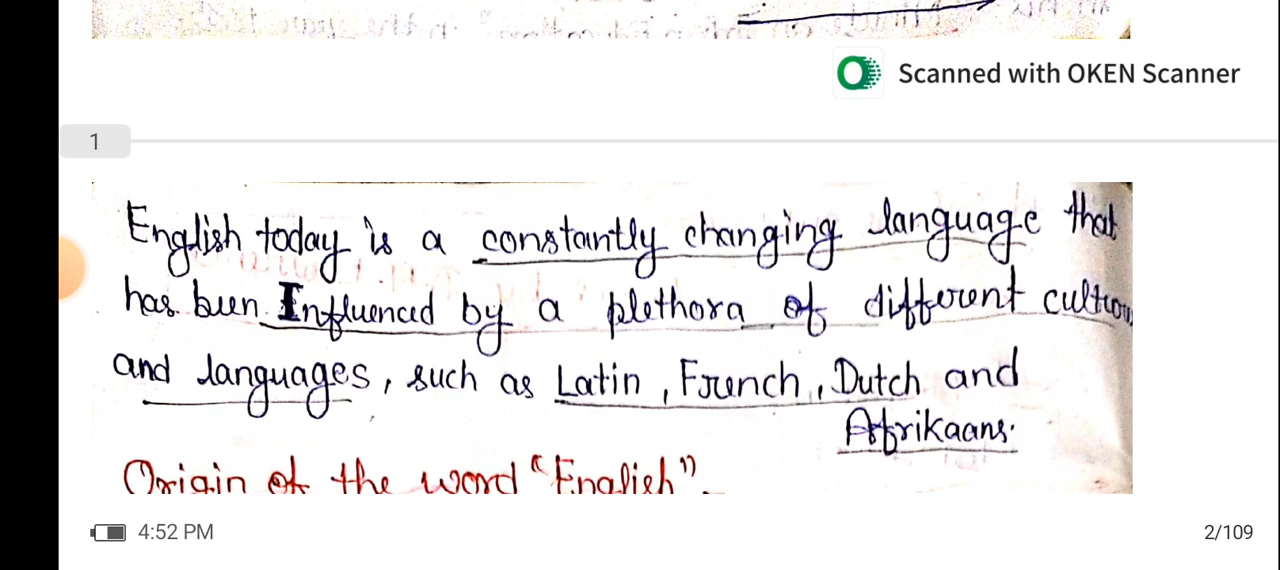 Scanned with OKEN Scanner
1
English today is a constantly changing language that
has been Influenced by a plethora of different
and languages, such as Latin, French, Dutch and
Afrikaans.
Origin of the word "English".
4:52 PM
2/109